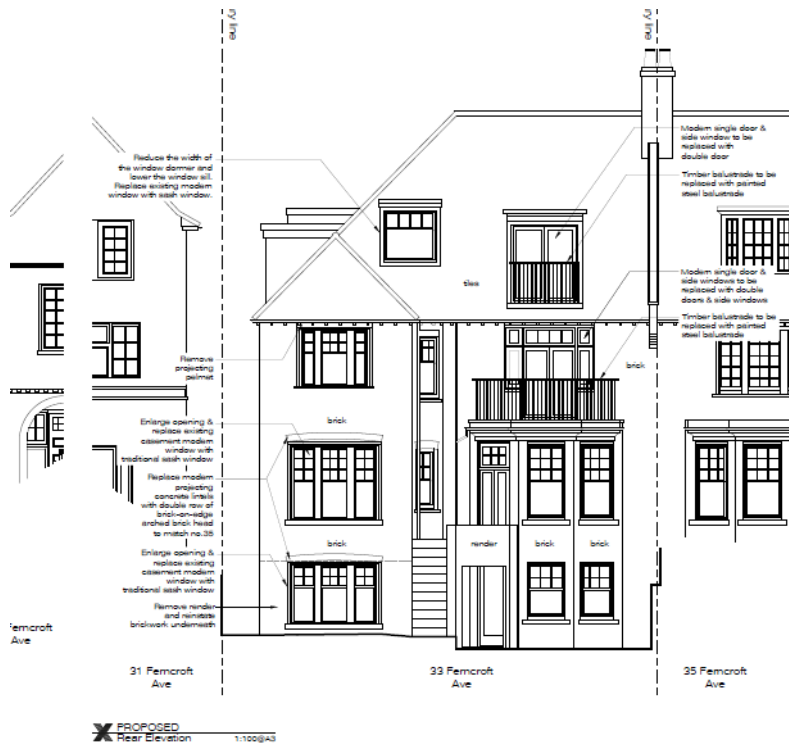 ry line
ry line
Reduce the width of
the window dormer and
lower the window sill.
Replace existing modern
window with sash window.
Modern single door &
side window to be
replaced with
double door
Timber balustrade to be
replaced with painted
steel balustrade
tiles
Modern single door &
side windows to be
replaced with double
doors & side windows
Timber balustrade to be
replaced with painted
steel balustrade
brick
Remove
projecting
pelmet
Enlarge opening &
replace existing
casement modern
window with
traditional sash window
brick
Replace modern
projecting
concrete lintels
with double row of
brick-on-edge
arched brick head
to match no.35
brick
render
brick
brick
Enlarge opening &
replace existing
casement modern
window with
traditional sash window
Remove render
and reinstate
brickwork underneath
Ferncroft
Ave
31 Ferncroft
Ave
33 Ferncroft
Ave
35 Ferncroft
Ave
X PROPOSED
Rear Elevation 1:100@A3